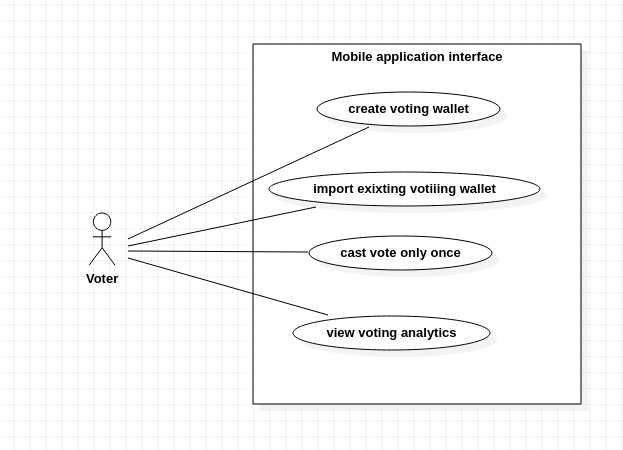 Mobile application interface
create voting wallet
import exixting votiiing wallet
cast vote only once
Voter
view voting analytics